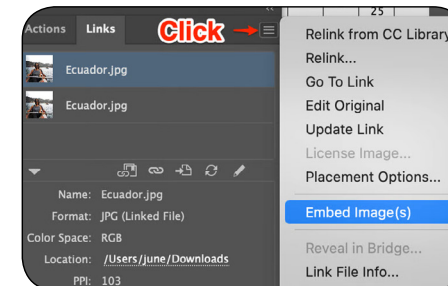 25
Actions Links Click
Ecuador.jpg
Ecuador.jpg
Name: Ecuador.jpg
Format: JPG (Linked File)
Color Space: RGB
Location: /Users/june/Downloads
PPI: 103
Relink from CC Library
Relink...
Go To Link
Edit Original
Update Link
License Image...
Placement Options...
Embed Image(s)
Reveal in Bridge...
Link File Info...